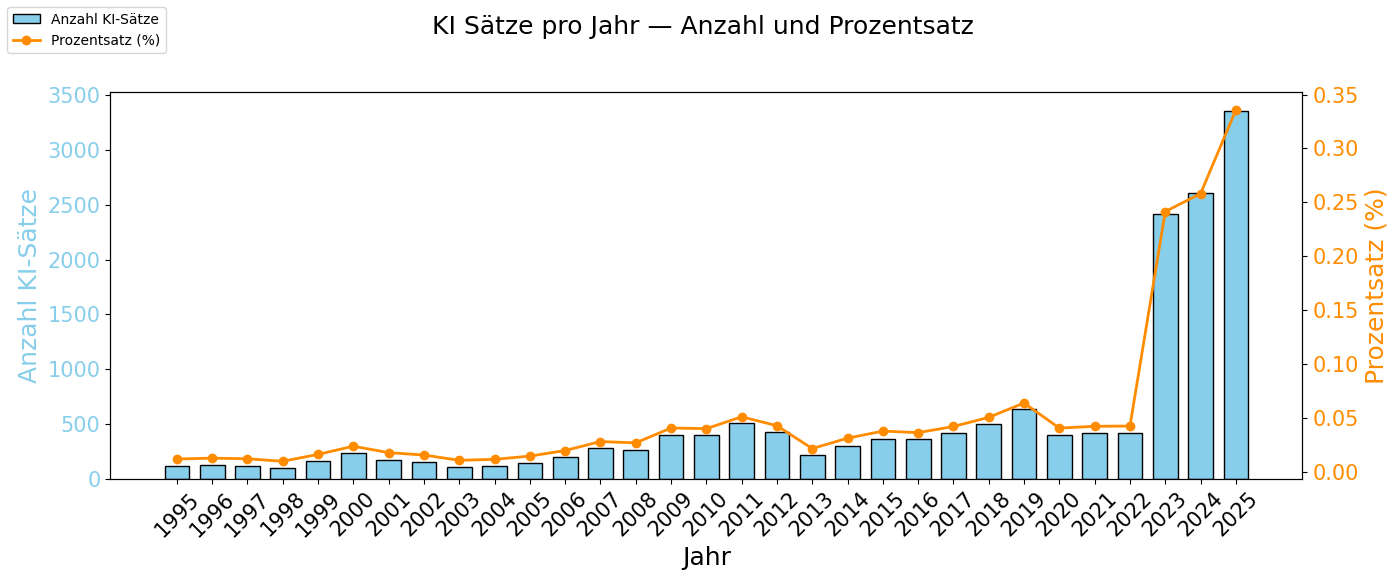 KI Sätze pro Jahr — Anzahl und Prozentsatz
Anzahl KI-Sätze
Prozentsatz (%)
Anzahl KI-Sätze
3500
3000
2500
2000
1500
1000
500
0
0.35
0.30
0.25
0.20
0.15
0.10
0.05
0.00
Prozentsatz (%)
1995 1996 1997 1998 1999 2000 2001 2002 2003 2004 2005 2006 2007 2008 2009 2010 2011 2012 2013 2014 2015 2016 2017 2018 2019 2020 2021 2022 2023 2024 2025
Jahr